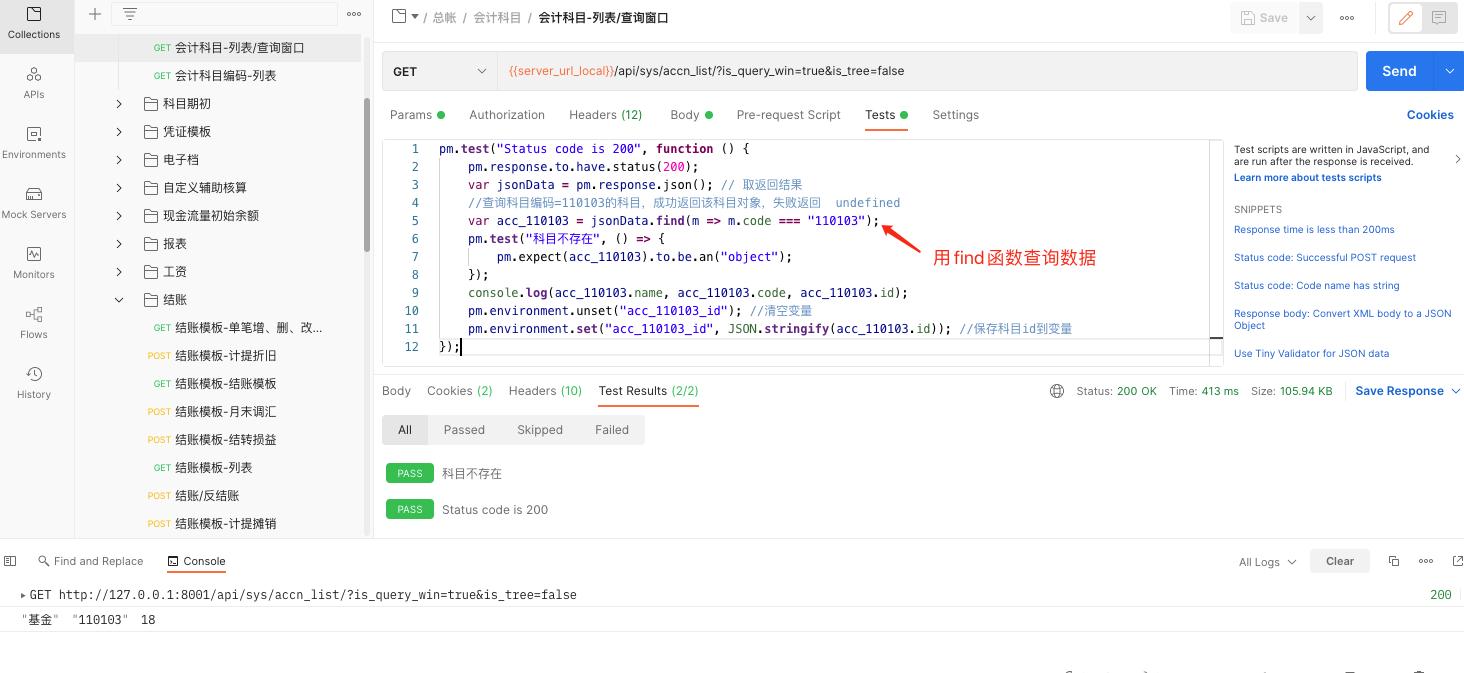 Collections
APIs
Environments
Mock Servers
Monitors
Flows
History
GET 会计科目-列表/查询窗口
GET 会计科目编码-列表
科目期初
凭证模板
电子档
自定义辅助核算
现金流量初始余额
报表
工资
结账
GET 结账模板-单笔增、删、改...
POST 结账模板-计提折旧
GET 结账模板-结账模板
POST 结账模板-月末调汇
POST 结账模板-结转损益
GET 结账模板-列表
POST 结账/反结账
POST 结账模板-计提摊销
/ 总帐 / 会计科目 / 会计科目-列表/查询窗口
Save
GET {{server_url_local}}/api/sys/accn_list/?is_query_win=true&is_tree=false
Send
Params Authorization Headers (12) Body Pre-request Script Tests Settings
Cookies
1 pm.test("Status code is 200", function () {
2 pm.response.to.have.status(200);
3 var jsonData = pm.response.json(); // 取返回结果
4 //查询科目编码=110103的科目，成功返回该科目对象，失败返回 undefined
5 var acc_110103 = jsonData.find(m => m.code === "110103");
6 pm.test("科目不存在", () => {
7 pm.expect(acc_110103).to.be.an("object");
8 });
9 console.log(acc_110103.name, acc_110103.code, acc_110103.id);
10 pm.environment.unset("acc_110103_id"); //清空变量
11 pm.environment.set("acc_110103_id", JSON.stringify(acc_110103.id)); //保存科目id到变量
12 });
用find函数查询数据
Test scripts are written in JavaScript, and
are run after the response is received.
Learn more about tests scripts
SNIPPETS
Response time is less than 200ms
Status code: Successful POST request
Status code: Code name has string
Response body: Convert XML body to a JSON
Object
Use Tiny Validator for JSON data
Body Cookies (2) Headers (10) Test Results (2/2)
Status: 200 OK Time: 413 ms Size: 105.94 KB
Save Response
All Passed Skipped Failed
PASS 科目不存在
PASS Status code is 200
Find and Replace Console
All Logs Clear
GET http://127.0.0.1:8001/api/sys/accn_list/?is_query_win=true&is_tree=false 200
"基金" "110103" 18